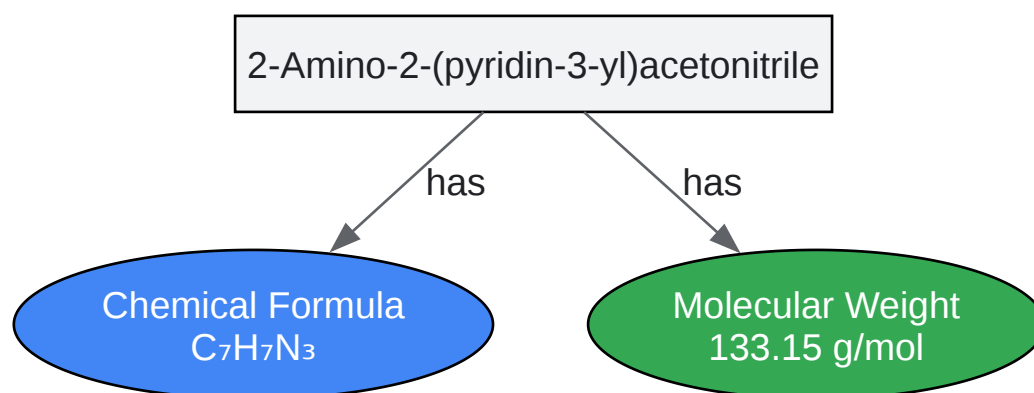 2-Amino-2-(pyridin-3-yl)acetonitrile
has
has
Chemical Formula
C₇H₇N₃
Molecular Weight
133.15 g/mol